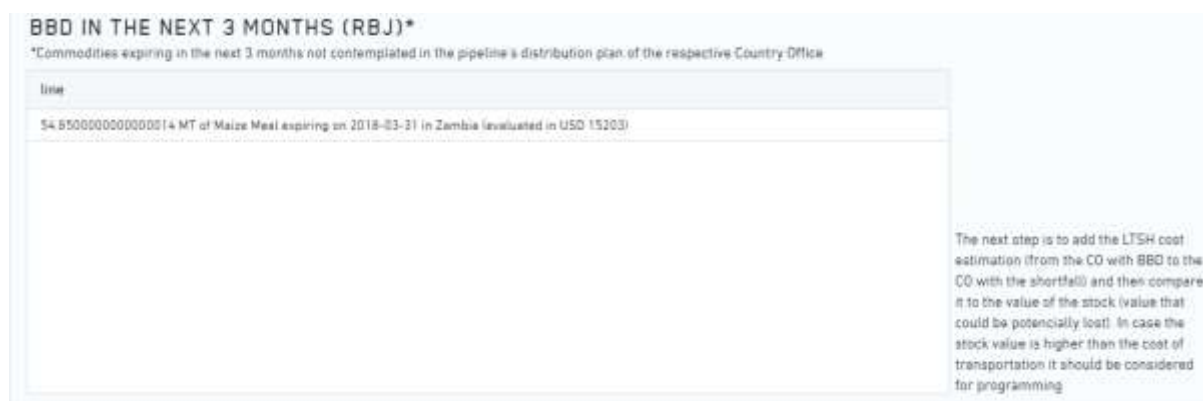 BBD IN THE NEXT 3 MONTHS (RBJ)*
*Commodities expiring in the next 3 months not contemplated in the pipeline's distribution plan of the respective Country Office
line
54.8500000000000014 MT of Maize Meal expiring on 2018-03-31 in Zambia (evaluated in USD 15203)
The next step is to add the LTSH cost
estimation (from the CO with BBD to the
CO with the shortfall) and then compare
it to the value of the stock (value that
could be potencially lost). In case the
stock value is higher than the cost of
transportation it should be considered
for programming